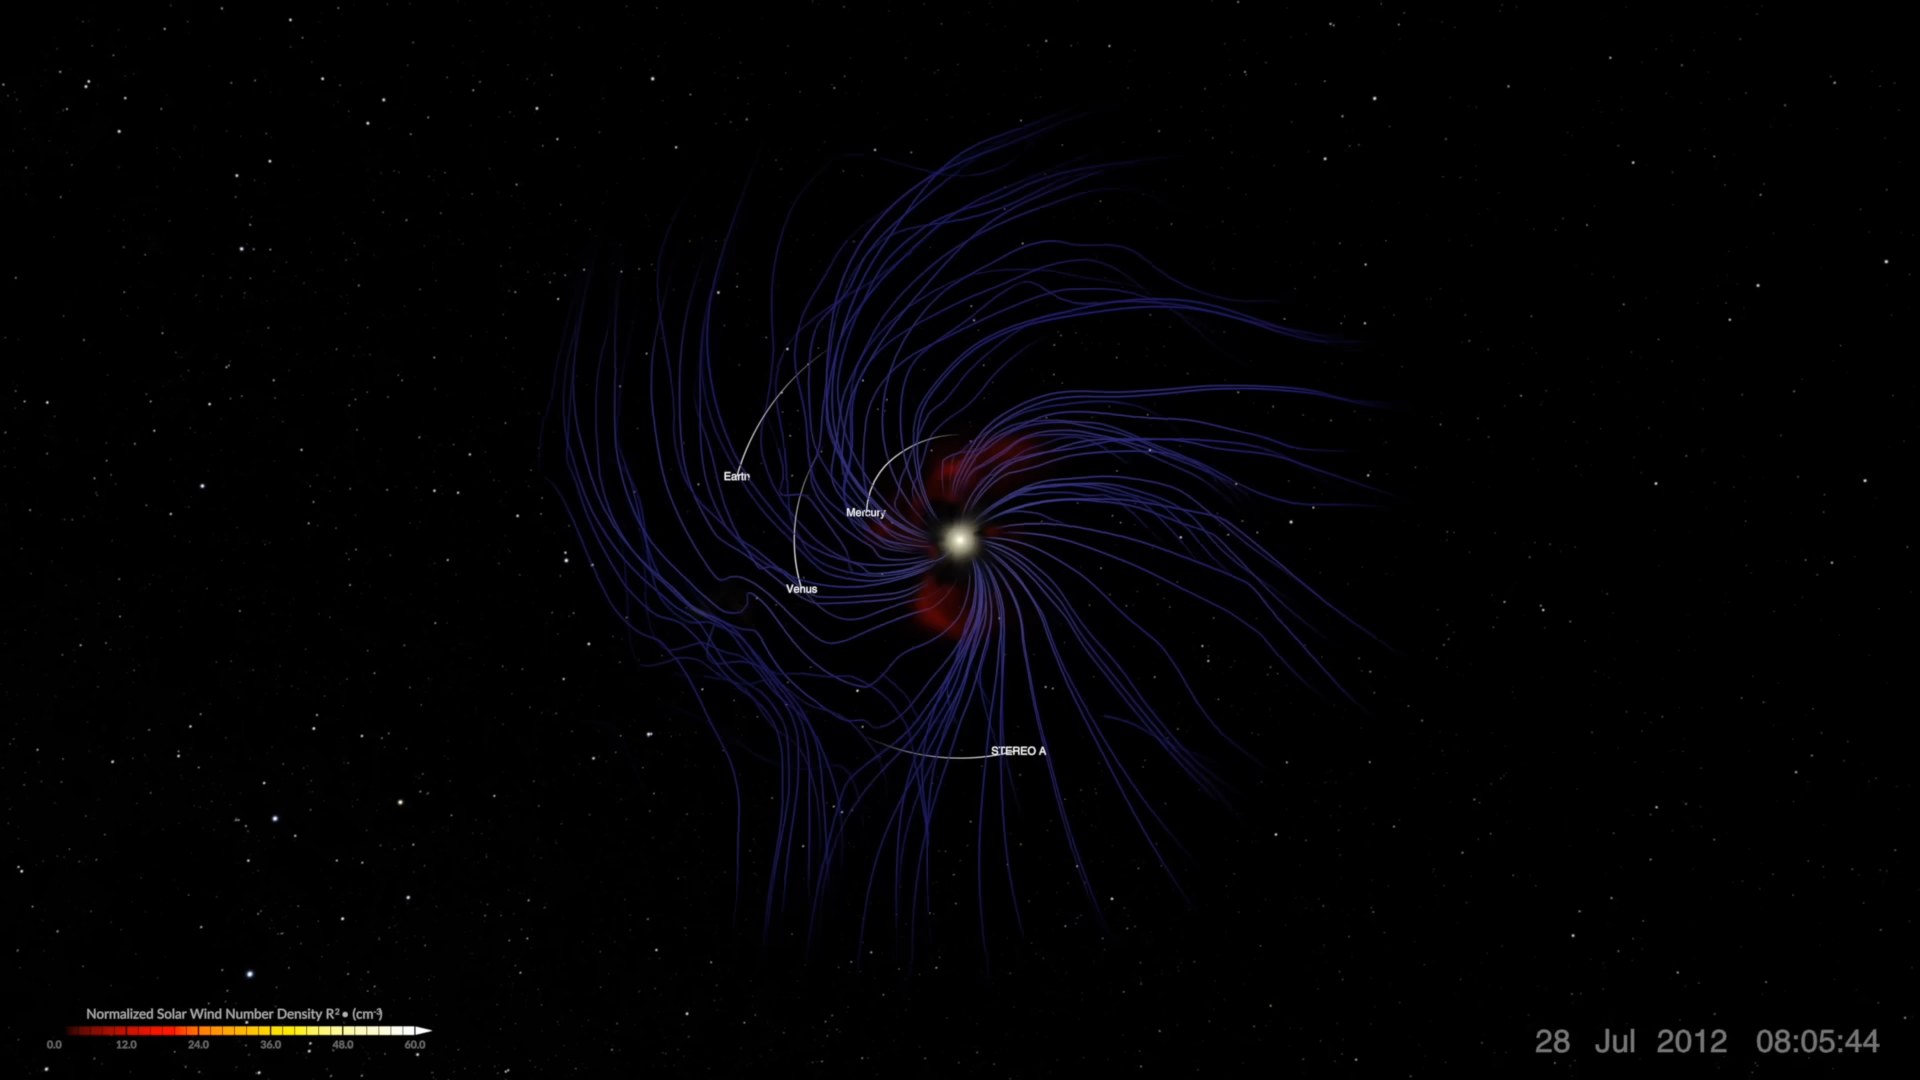 Earth
Mercury
Venus
STEREO A
Normalized Solar Wind Number Density R²• (cm⁻³)
0.0 12.0 24.0 36.0 48.0 60.0
28 Jul 2012 08:05:44